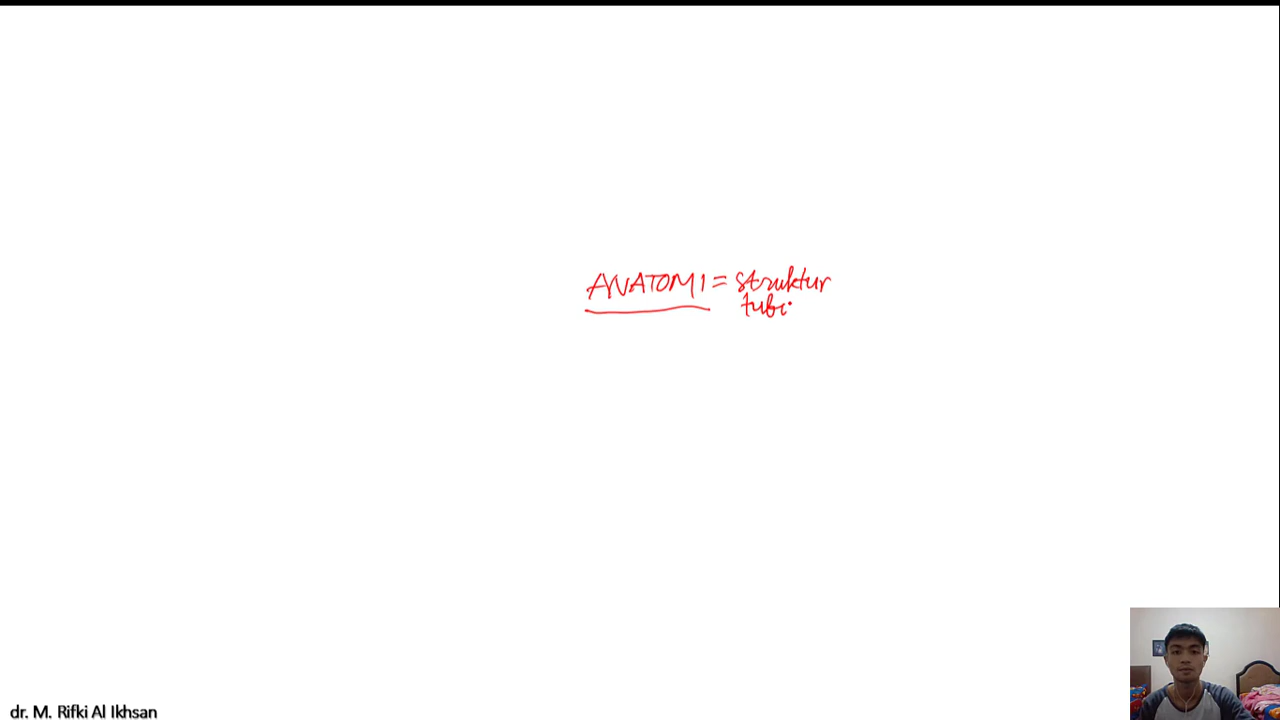 ANATOMI = struktur
tubi
dr. M. Rifki Al Ikhsan